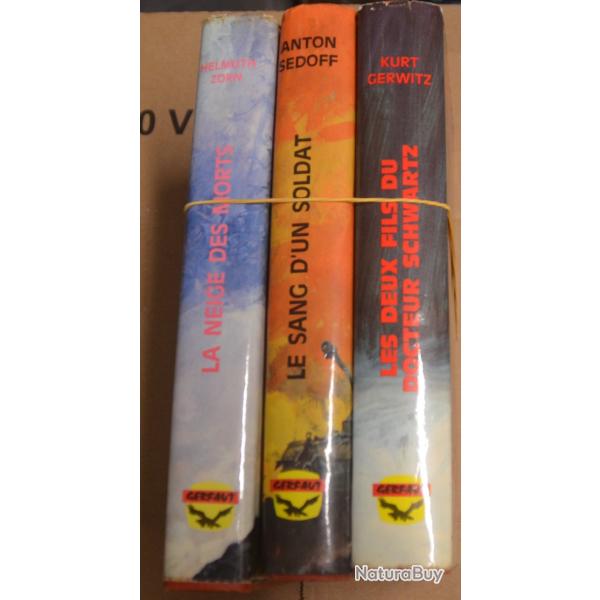 HELMUTH
ZORN
LA NEIGE DES MORTS
GERFAUT
ANTON
SEDOFF
LE SANG D'UN SOLDAT
GERFAUT
KURT
GERWITZ
LES DEUX FILS DU
DOCTEUR SCHWARTZ
GERFAUT
0 V
NaturaBuy